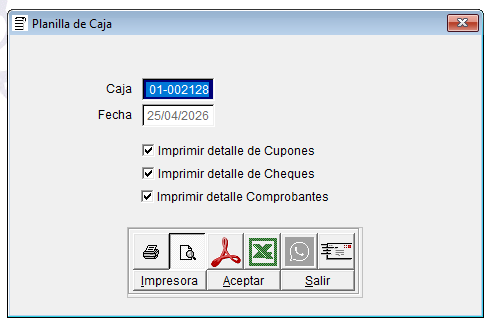 Planilla de Caja
Caja 01-002128
Fecha 25/04/2026
Imprimir detalle de Cupones
Imprimir detalle de Cheques
Imprimir detalle Comprobantes
Impresora Aceptar Salir